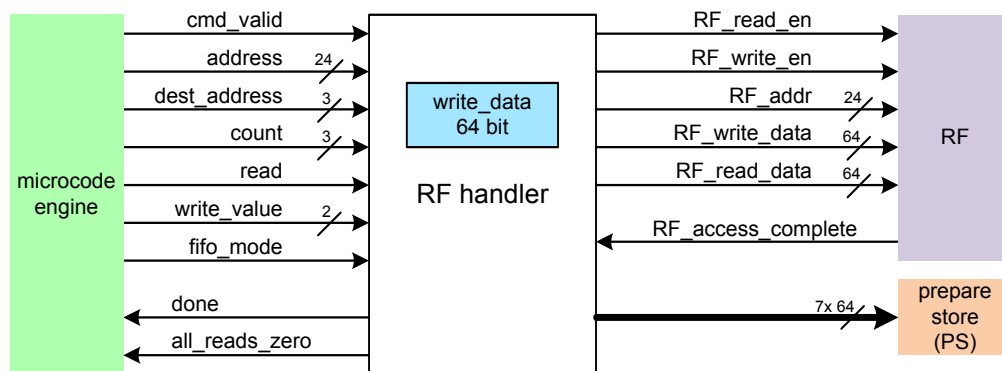 microcode
engine
cmd_valid
address
24
dest_address
3
count
3
read
write_value
2
fifo_mode
done
all_reads_zero
write_data
64 bit
RF handler
RF_read_en
RF_write_en
RF_addr
24
RF_write_data
64
RF_read_data
64
RF_access_complete
7x 64
RF
prepare
store
(PS)